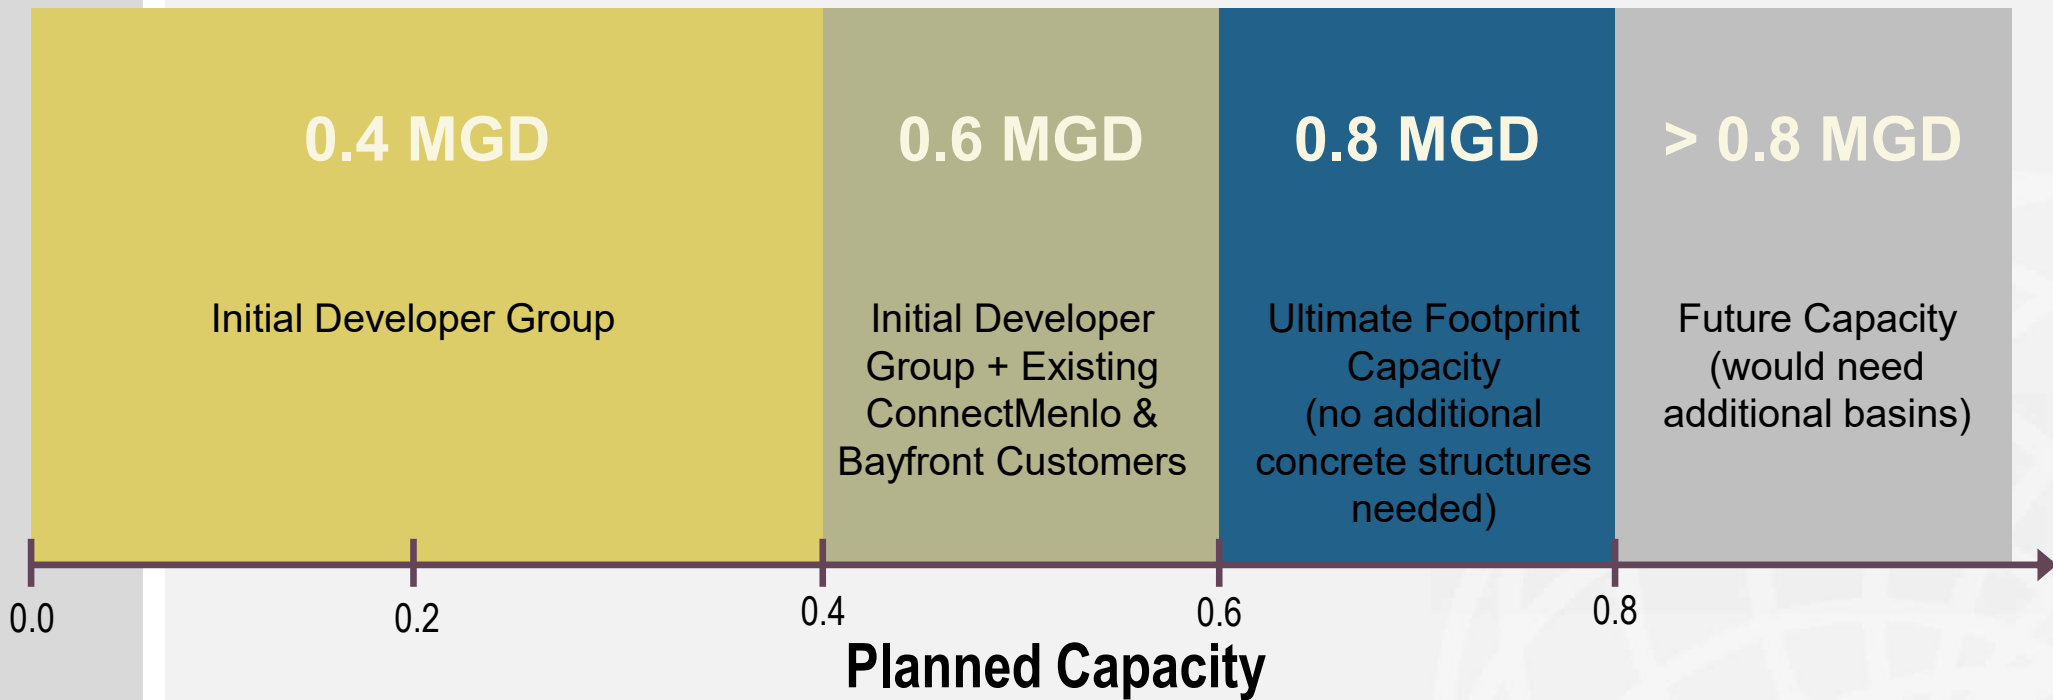 0.4 MGD
Initial Developer Group
0.6 MGD
Initial Developer
Group + Existing
ConnectMenlo &
Bayfront Customers
0.8 MGD
Ultimate Footprint
Capacity
(no additional
concrete structures
needed)
> 0.8 MGD
Future Capacity
(would need
additional basins)
0.0
0.2
0.4
0.6
0.8
Planned Capacity